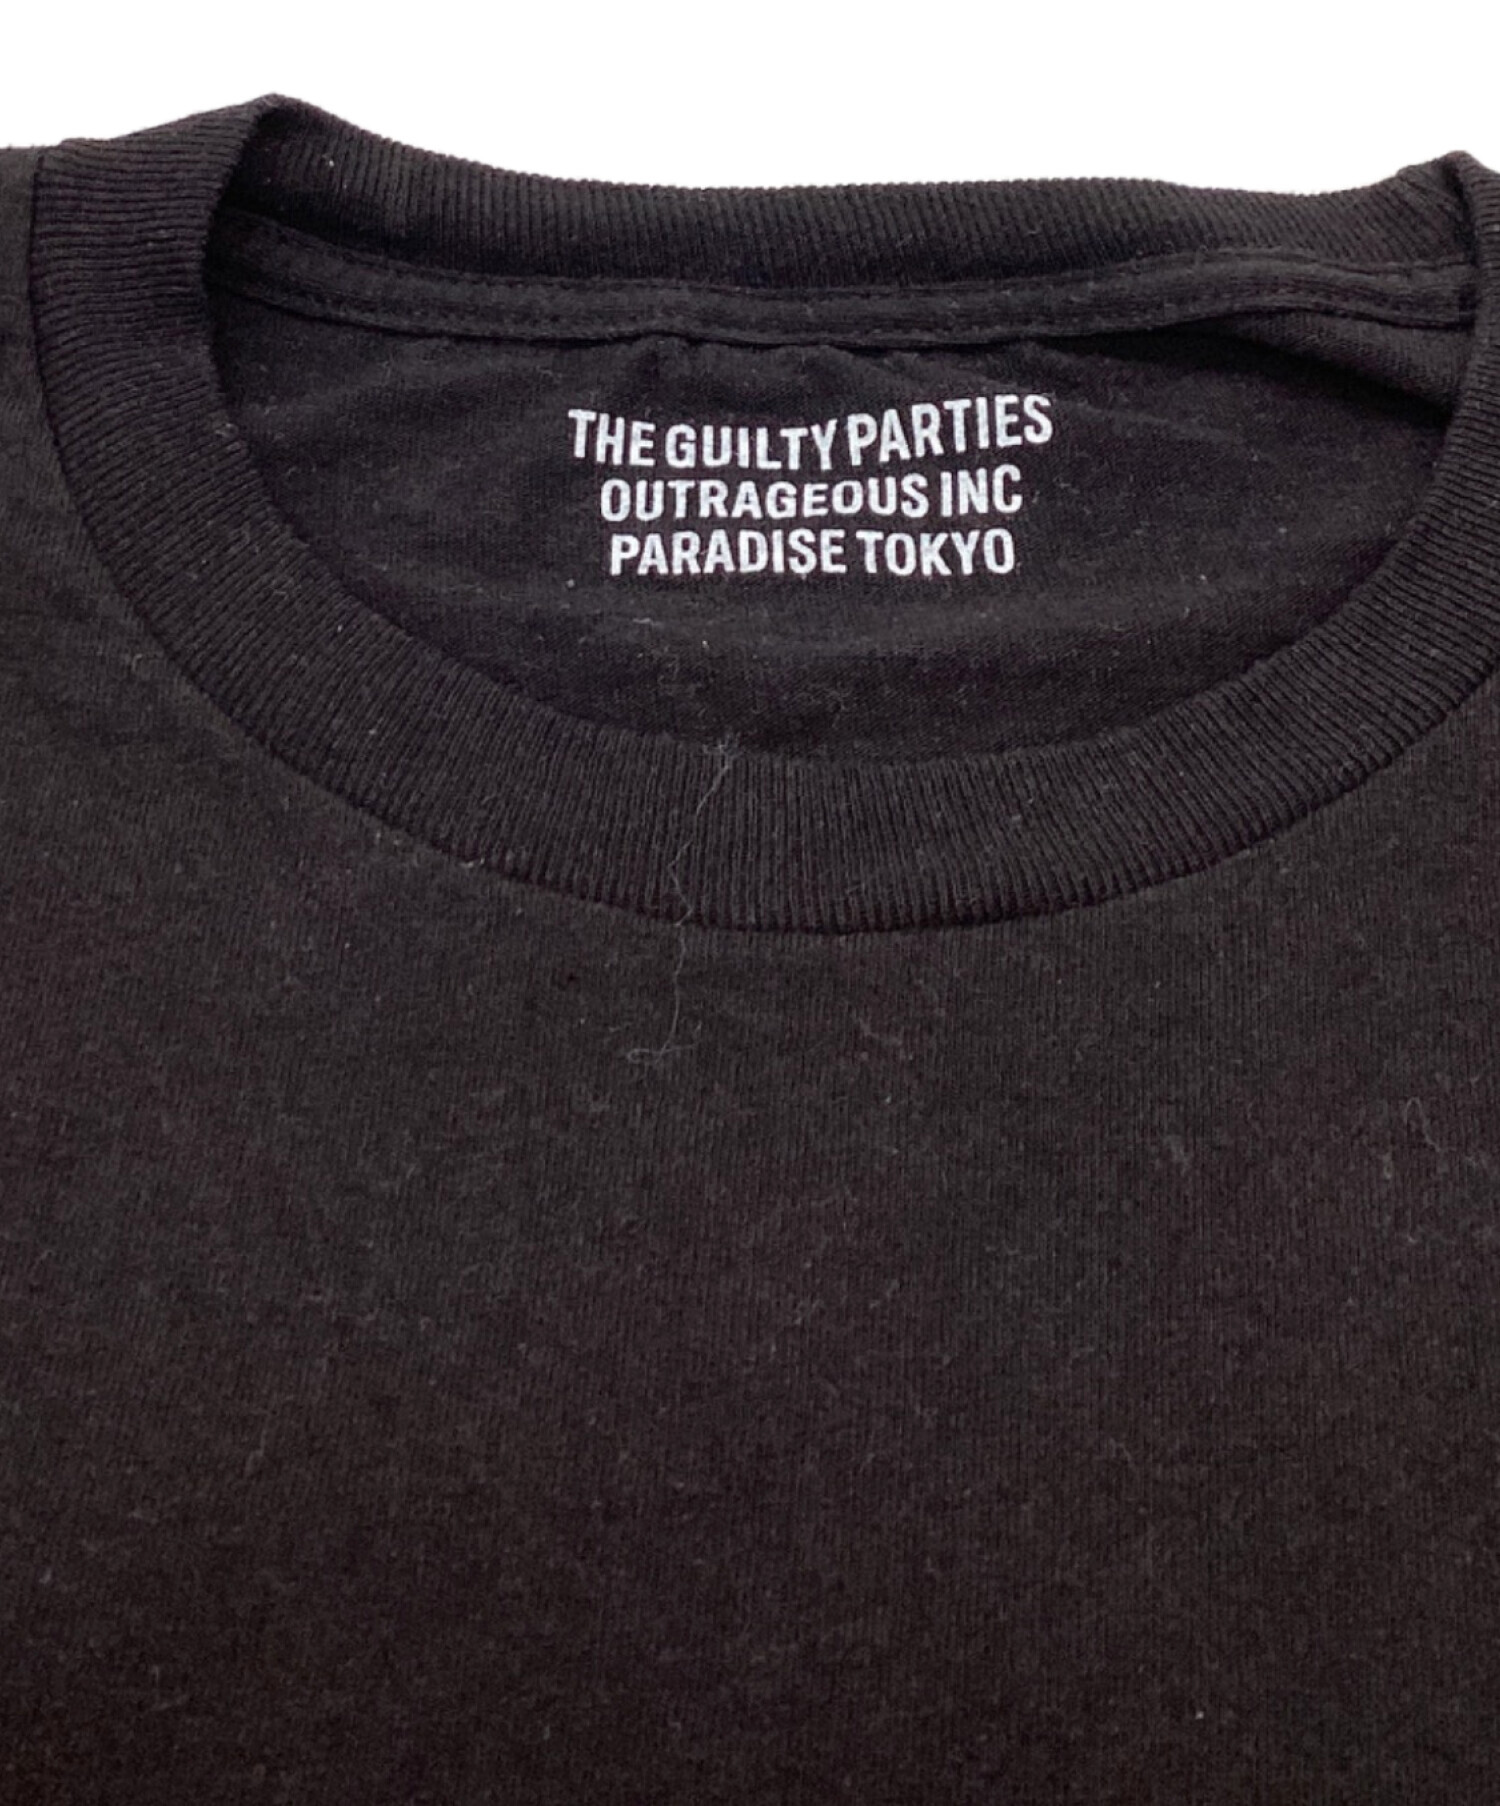 THE GUILTY PARTIES
OUTRAGEOUS INC
PARADISE TOKYO